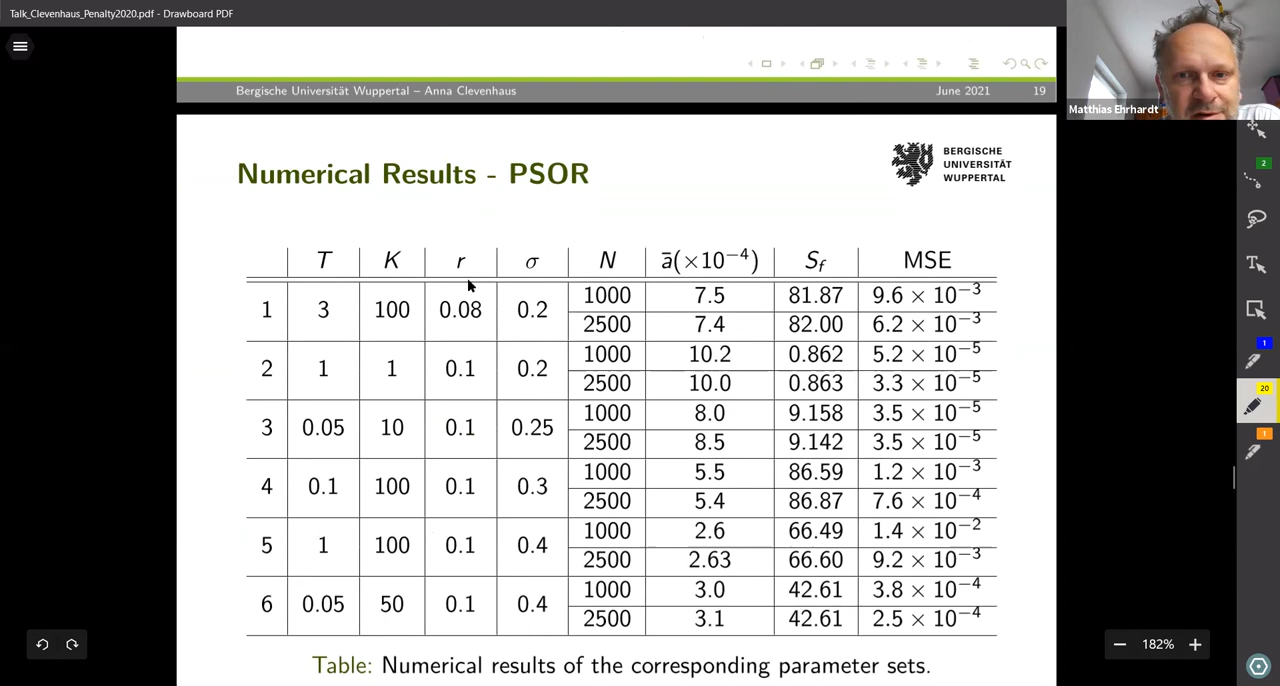 Talk_Clevenhaus_Penalty2020.pdf - Drawboard PDF
Matthias Ehrhardt
Bergische Universität Wuppertal – Anna Clevenhaus June 2021 19
Numerical Results - PSOR
BERGISCHE
UNIVERSITÄT
WUPPERTAL
T K r σ N ā(×10⁻⁴) S_f MSE
1 3 100 0.08 0.2 1000 7.5 81.87 9.6 × 10⁻³
2500 7.4 82.00 6.2 × 10⁻³
2 1 1 0.1 0.2 1000 10.2 0.862 5.2 × 10⁻⁵
2500 10.0 0.863 3.3 × 10⁻⁵
3 0.05 10 0.1 0.25 1000 8.0 9.158 3.5 × 10⁻⁵
2500 8.5 9.142 3.5 × 10⁻⁵
4 0.1 100 0.1 0.3 1000 5.5 86.59 1.2 × 10⁻³
2500 5.4 86.87 7.6 × 10⁻⁴
5 1 100 0.1 0.4 1000 2.6 66.49 1.4 × 10⁻²
2500 2.63 66.60 9.2 × 10⁻³
6 0.05 50 0.1 0.4 1000 3.0 42.61 3.8 × 10⁻⁴
2500 3.1 42.61 2.5 × 10⁻⁴
Table: Numerical results of the corresponding parameter sets.
2
1
20
1
182%